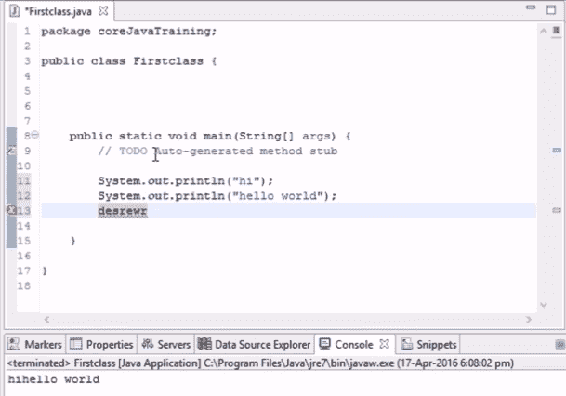 *Firstclass.java
1 package coreJavaTraining;
2
3 public class Firstclass {
4
5
6
7
8 public static void main(String[] args) {
9 // TODO Auto-generated method stub
10
11 System.out.println("hi");
12 System.out.println("hello world");
13 desrewr
14
15 }
16
17 }
18
Markers Properties Servers Data Source Explorer Console Snippets
<terminated> Firstclass [Java Application] C:\Program Files\Java\jre7\bin\javaw.exe (17-Apr-2016 6:08:02 pm)
hihello world